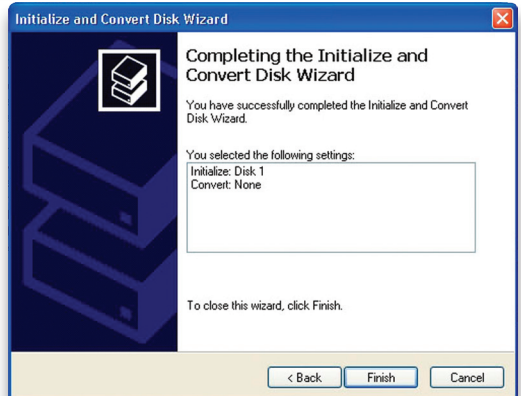 Initialize and Convert Disk Wizard
Completing the Initialize and
Convert Disk Wizard
You have successfully completed the Initialize and Convert
Disk Wizard.
You selected the following settings:
Initialize: Disk 1
Convert: None
To close this wizard, click Finish.
< Back
Finish
Cancel